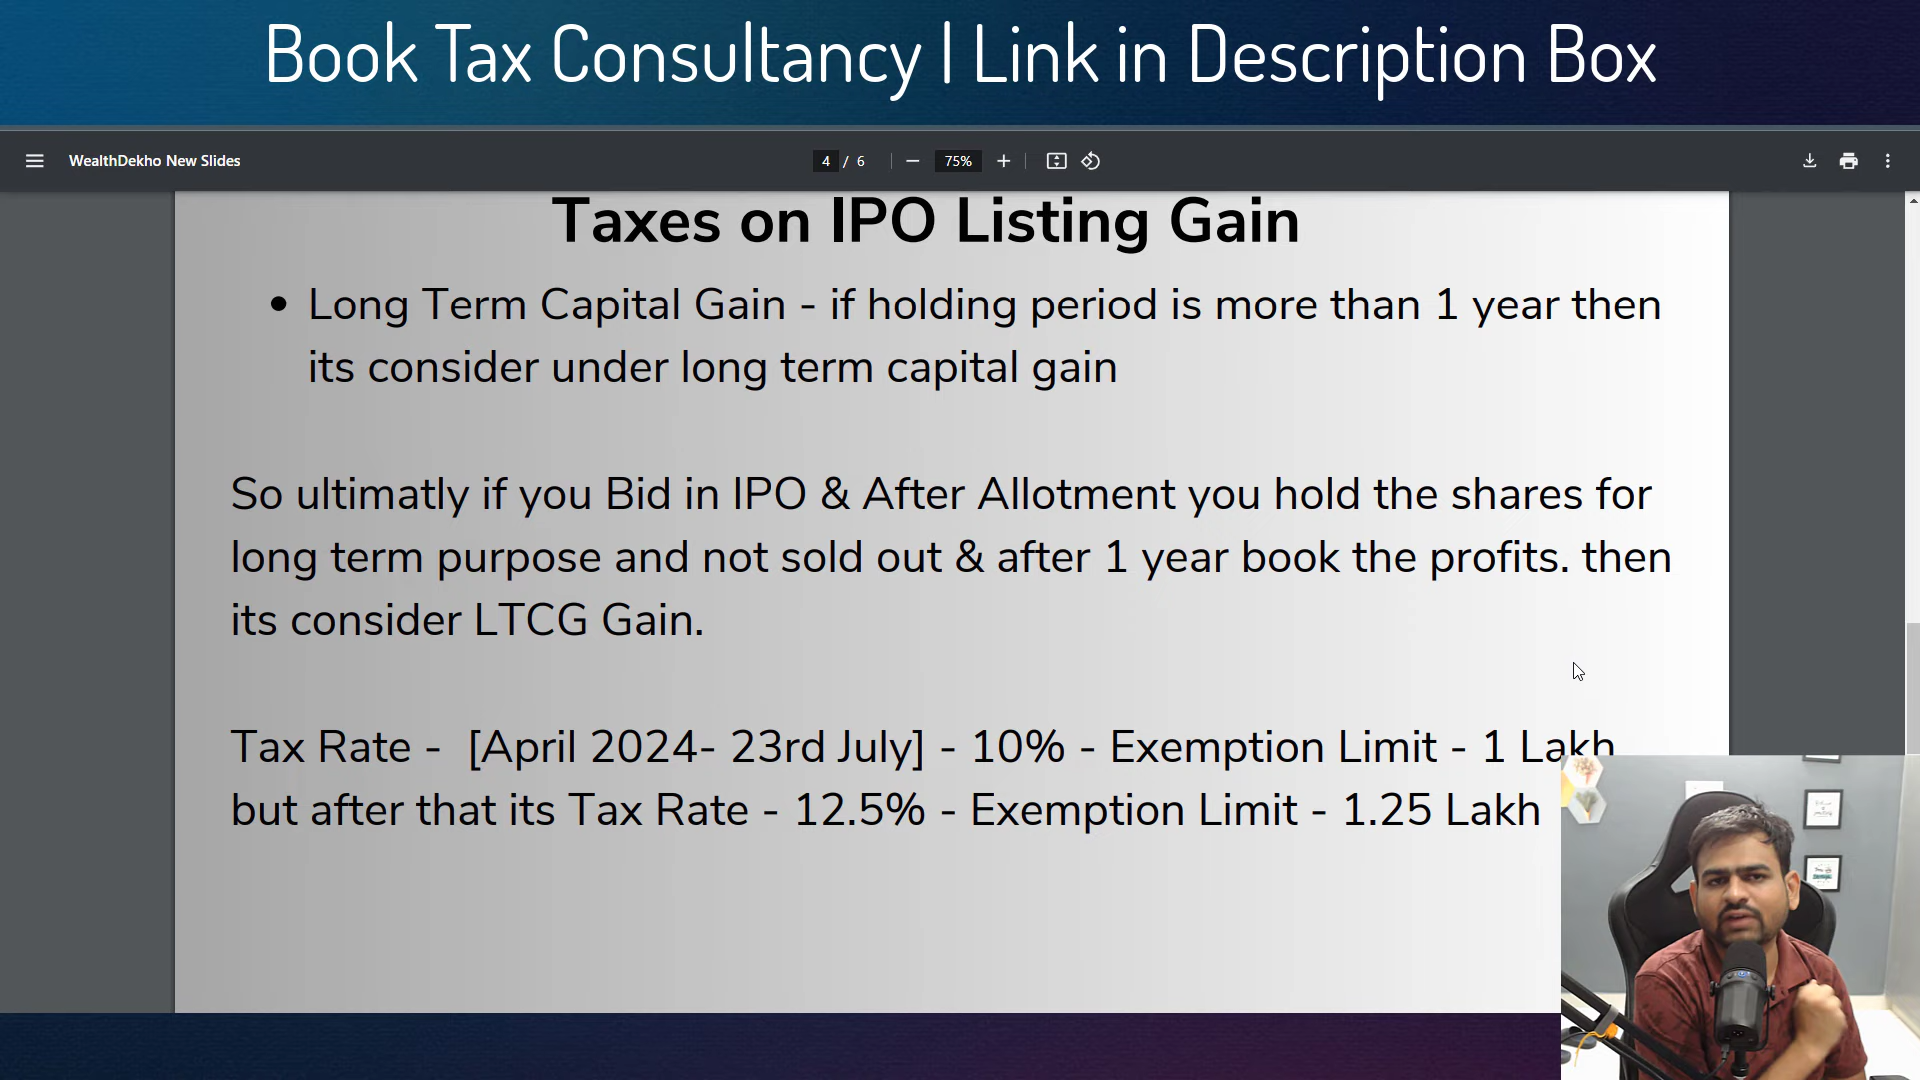 Book Tax Consultancy | Link in Description Box
WealthDekho New Slides
4 / 6
75%
Taxes on IPO Listing Gain
• Long Term Capital Gain - if holding period is more than 1 year then
its consider under long term capital gain
So ultimatly if you Bid in IPO & After Allotment you hold the shares for
long term purpose and not sold out & after 1 year book the profits. then
its consider LTCG Gain.
Tax Rate - [April 2024- 23rd July] - 10% - Exemption Limit - 1 Lakh
but after that its Tax Rate - 12.5% - Exemption Limit - 1.25 Lakh